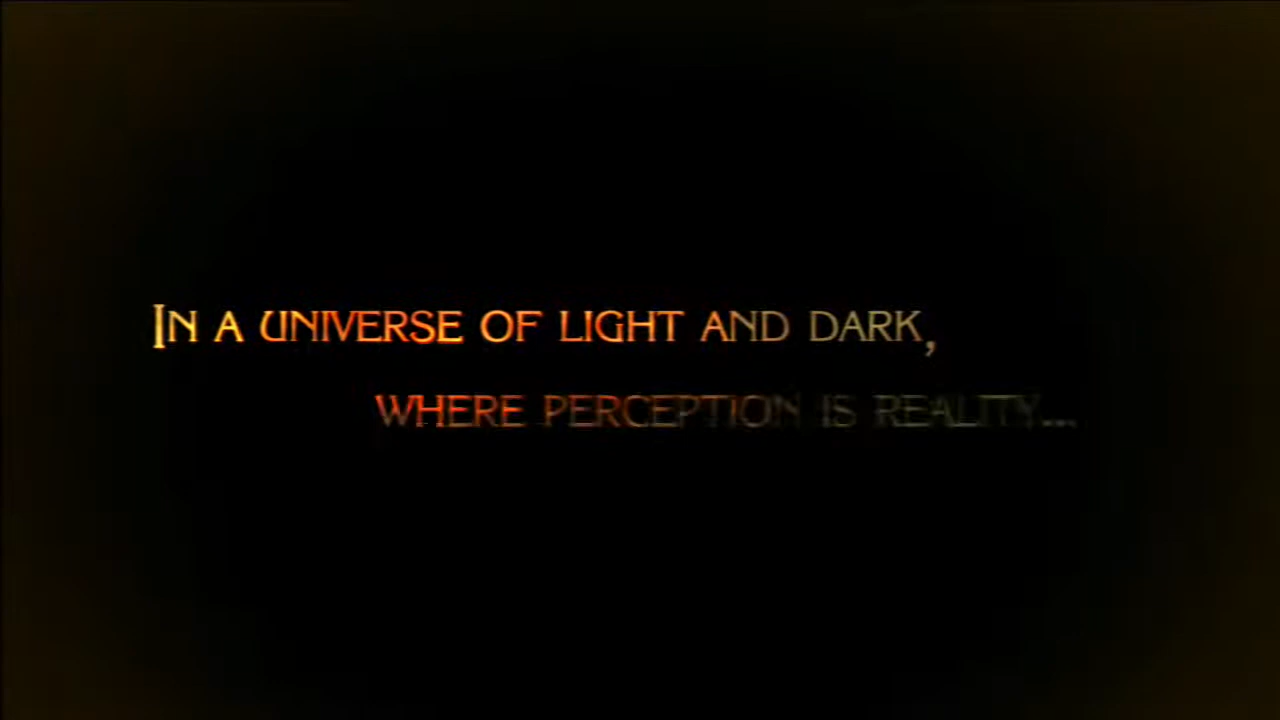 In a universe of light and dark,
where perception is reality...